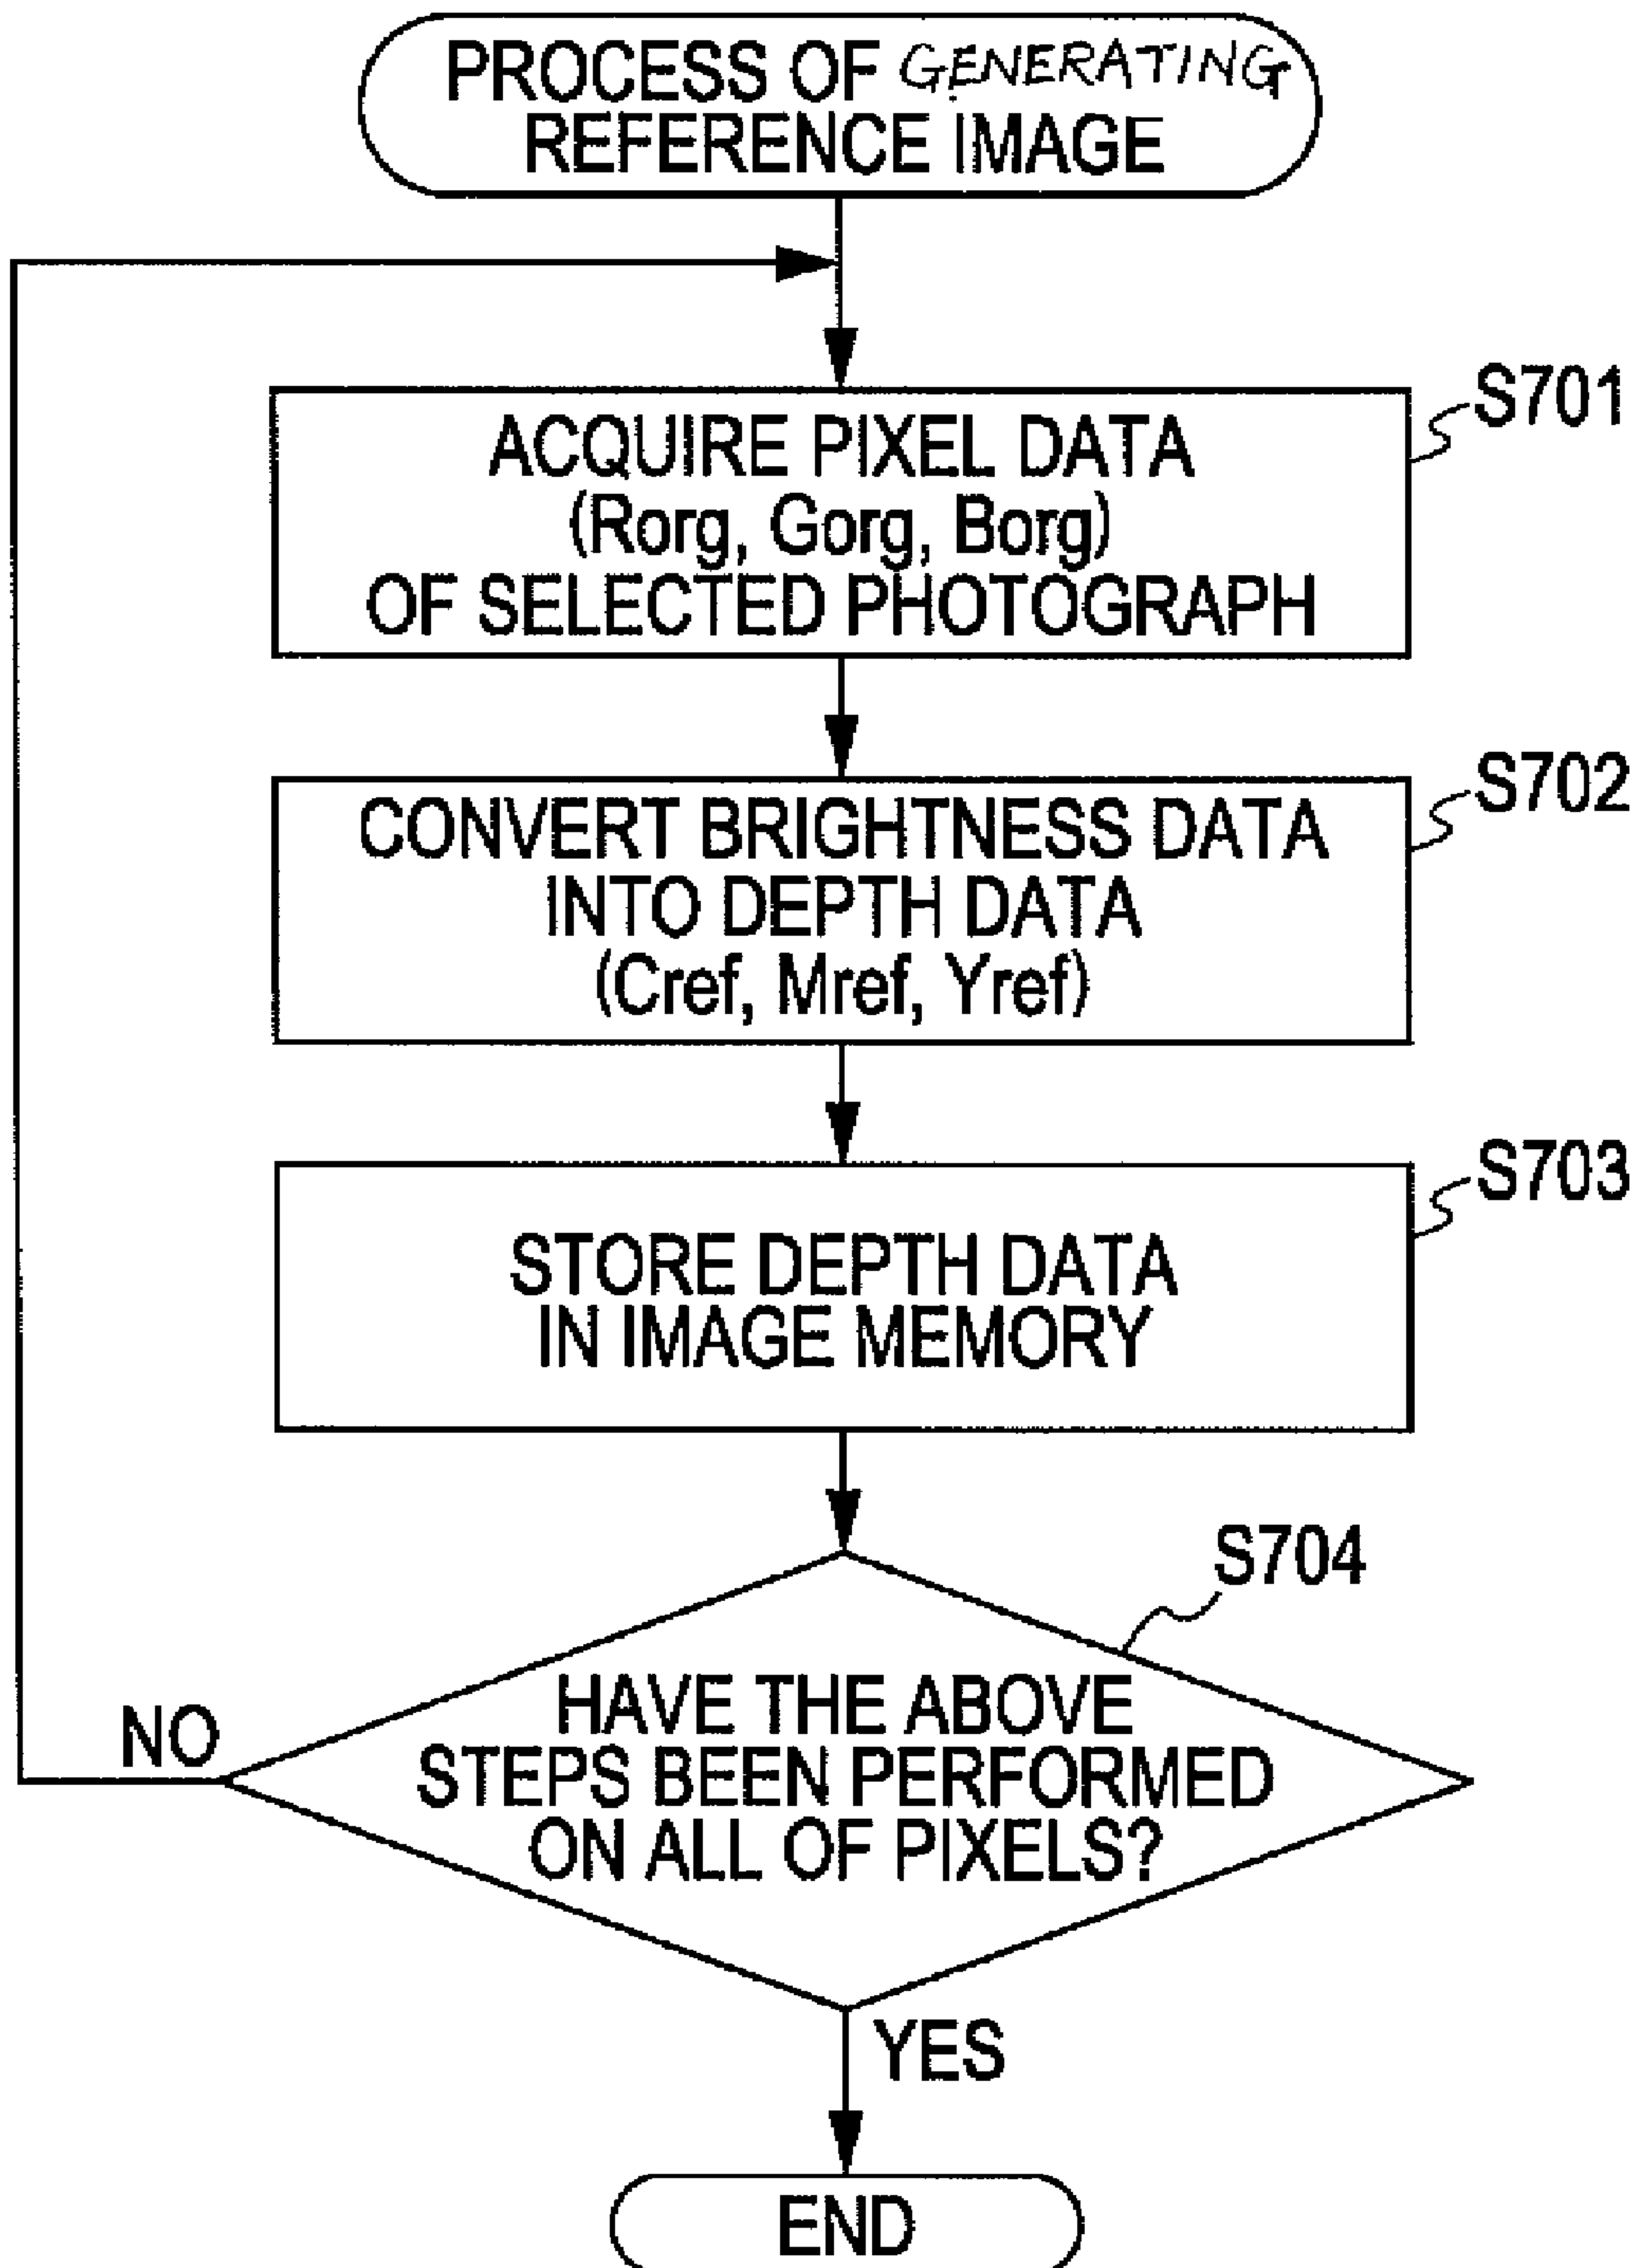 PROCESS OF GENERATING
REFERENCE IMAGE
S701
ACQUIRE PIXEL DATA
(Rorg, Gorg, Borg)
OF SELECTED PHOTOGRAPH
S702
CONVERT BRIGHTNESS DATA
INTO DEPTH DATA
(Cref, Mref, Yref)
S703
STORE DEPTH DATA
IN IMAGE MEMORY
S704
HAVE THE ABOVE
STEPS BEEN PERFORMED
ON ALL OF PIXELS?
NO
YES
END